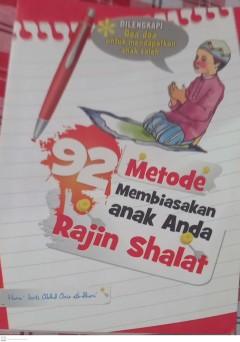 DILENGKAPI
Doa-doa
untuk mendapatkan
anak saleh
92
Metode
Membiasakan
anak Anda
Rajin Shalat